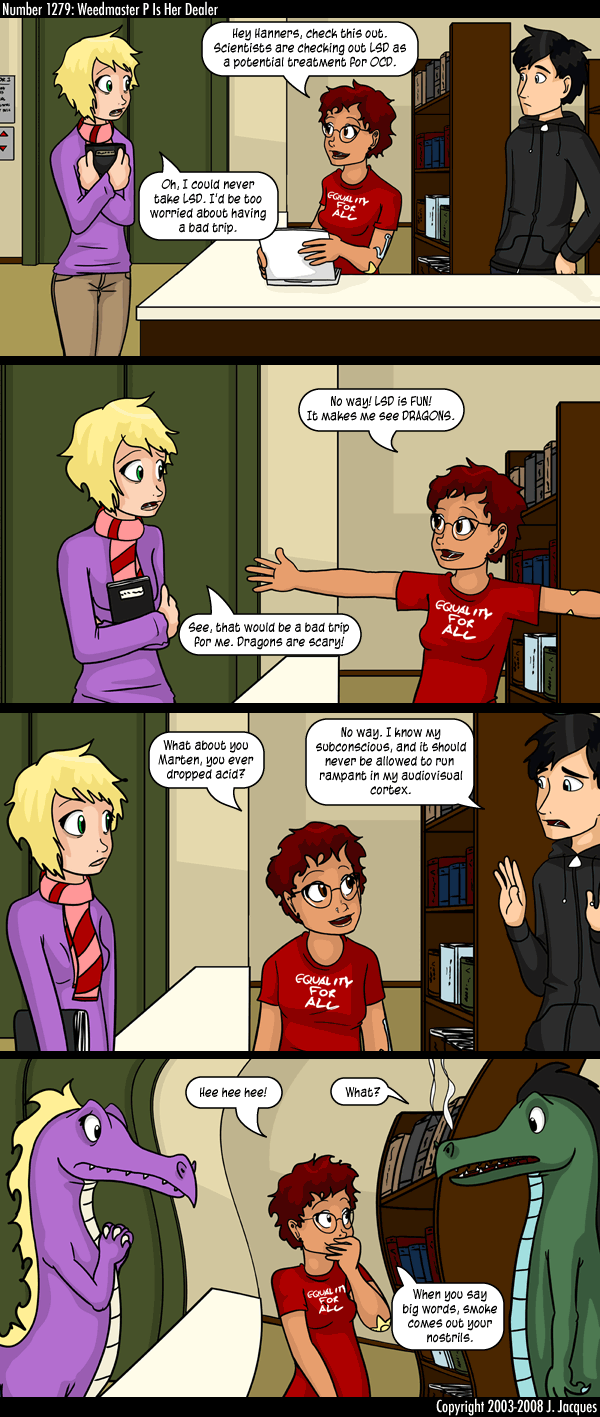 Number 1279: Weedmaster P Is Her Dealer
Hey Hanners, check this out.
Scientists are checking out LSD as
a potential treatment for OCD.
Oh, I could never
take LSD. I'd be too
worried about having
a bad trip.
EQUALITY
FOR
ALL
No way! LSD is FUN!
It makes me see DRAGONS.
See, that would be a bad trip
for me. Dragons are scary!
EQUALITY
FOR
ALL
What about you
Marten, you ever
dropped acid?
No way. I know my
subconscious, and it should
never be allowed to run
rampant in my audiovisual
cortex.
EQUALITY
FOR
ALL
Hee hee hee!
What?
When you say
big words, smoke
comes out your
nostrils.
EQUALITY
FOR
ALL
Copyright 2003-2008 J. Jacques